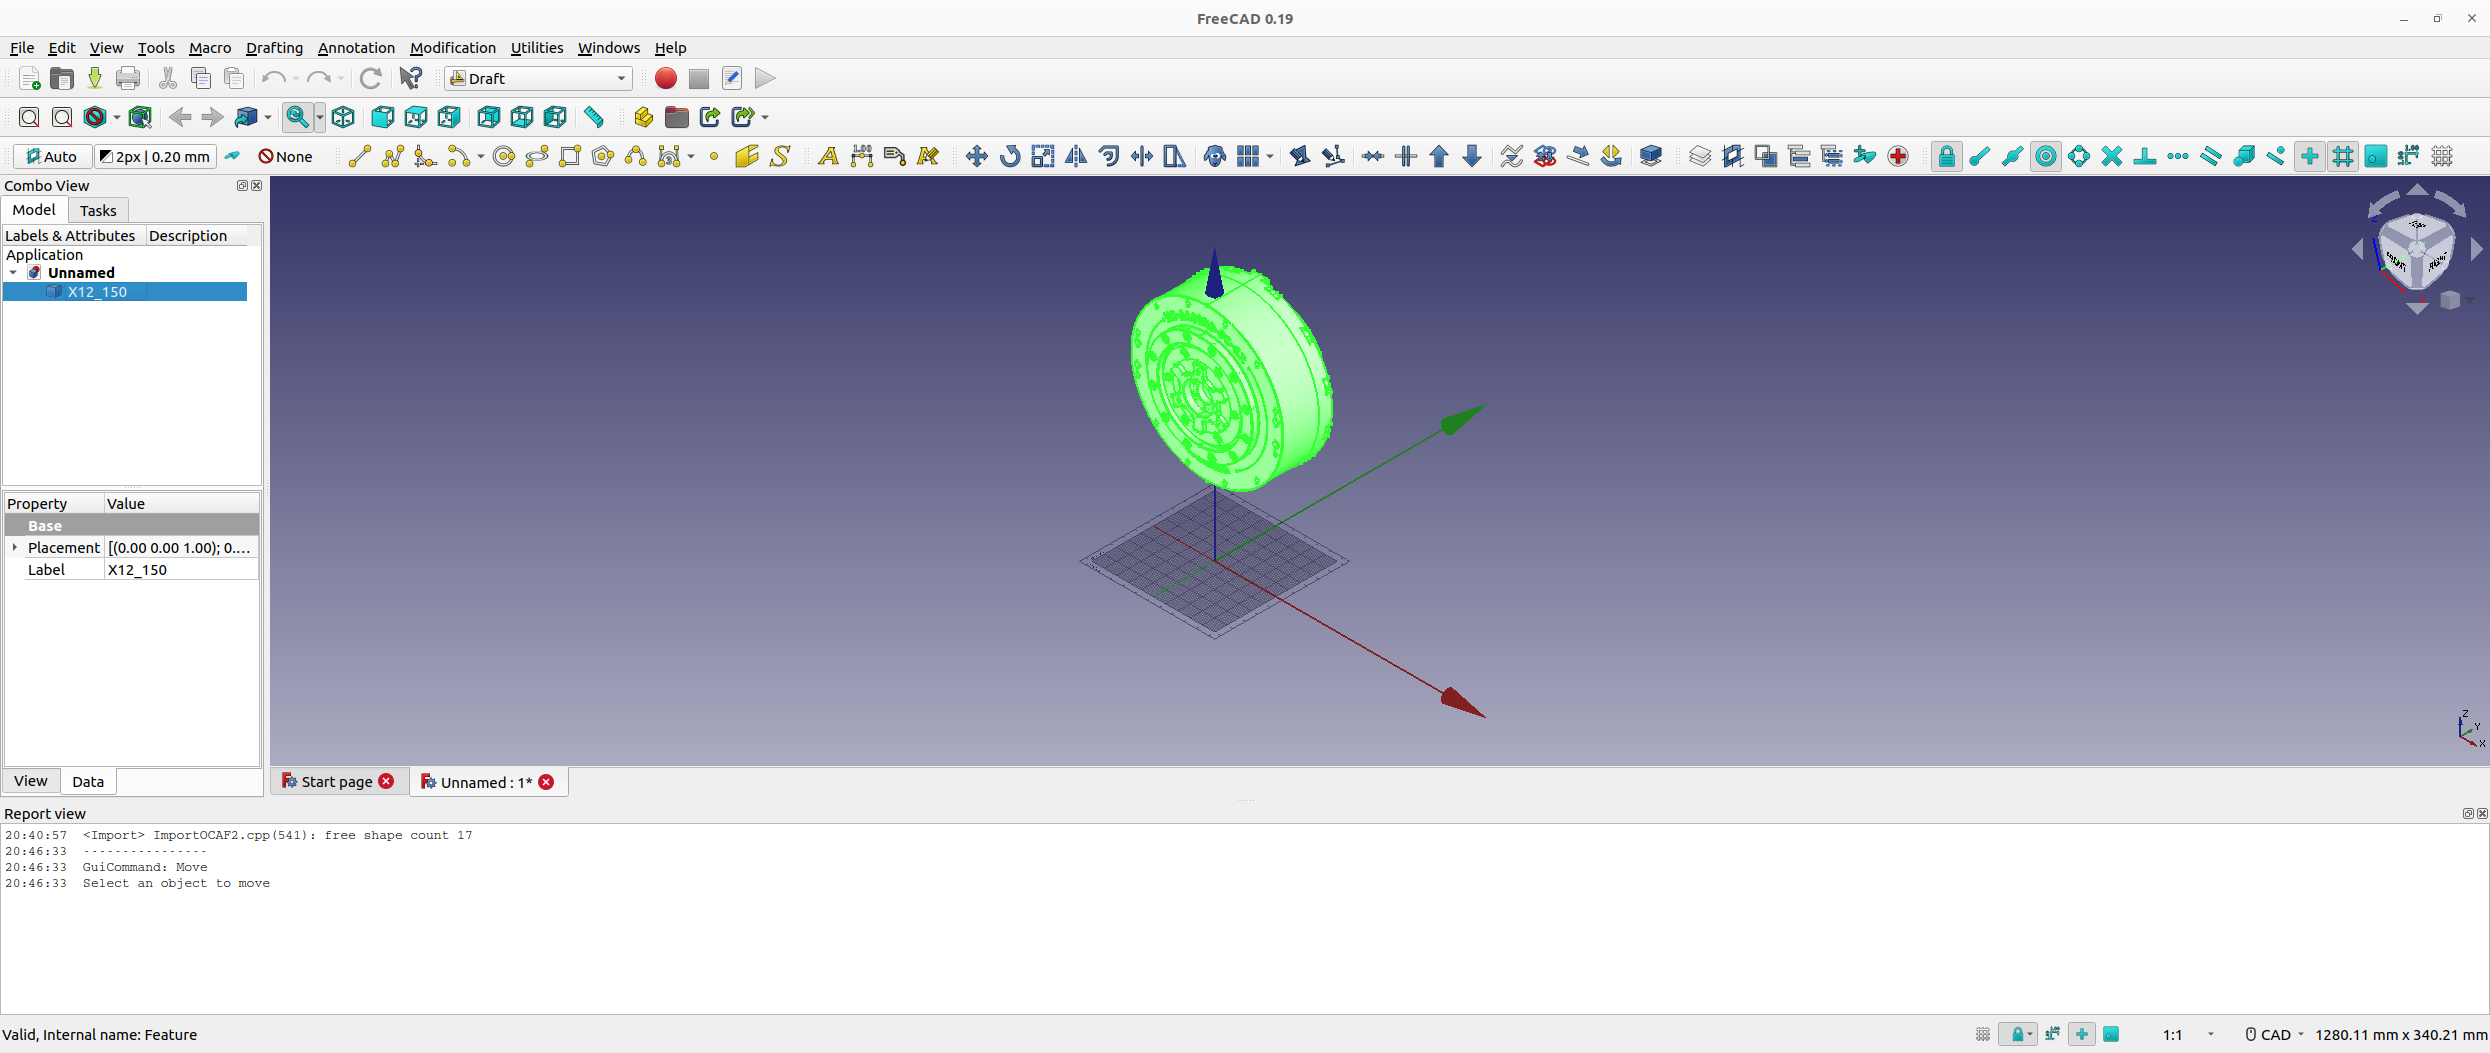 FreeCAD 0.19
File Edit View Tools Macro Drafting Annotation Modification Utilities Windows Help
Draft
Auto 2px | 0.20 mm None
Combo View
Model Tasks
Labels & Attributes Description
Application
Unnamed
X12_150
Property Value
Base
Placement [(0.00 0.00 1.00); 0....
Label X12_150
View Data
FRONT RIGHT
Z
Y
X
Start page Unnamed : 1*
Report view
20:40:57 <Import> ImportOCAF2.cpp(541): free shape count 17
20:46:33 ----------------
20:46:33 GuiCommand: Move
20:46:33 Select an object to move
Valid, Internal name: Feature
1:1 CAD 1280.11 mm x 340.21 mm